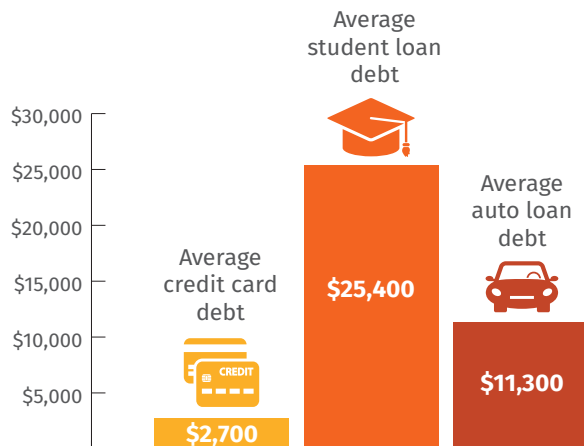 Average
student loan
debt
$30,000
$25,000
$20,000
$15,000
$10,000
$5,000
Average
credit card
debt
CREDIT
$2,700
$25,400
Average
auto loan
debt
$11,300